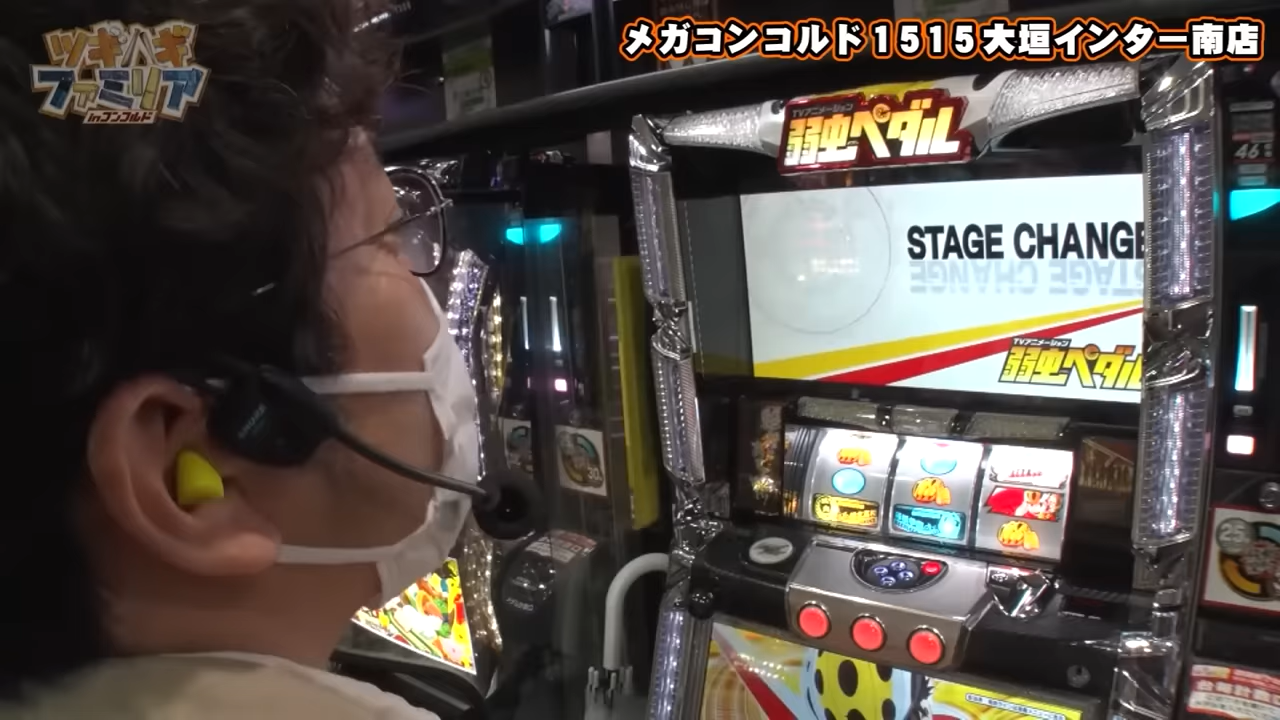 ツギハギ
ファミリア
inコンコルド
メガコンコルド1515大垣インター南店
TVアニメーション
弱虫ペダル
46
STAGE CHANGE
TVアニメーション
弱虫ペダル